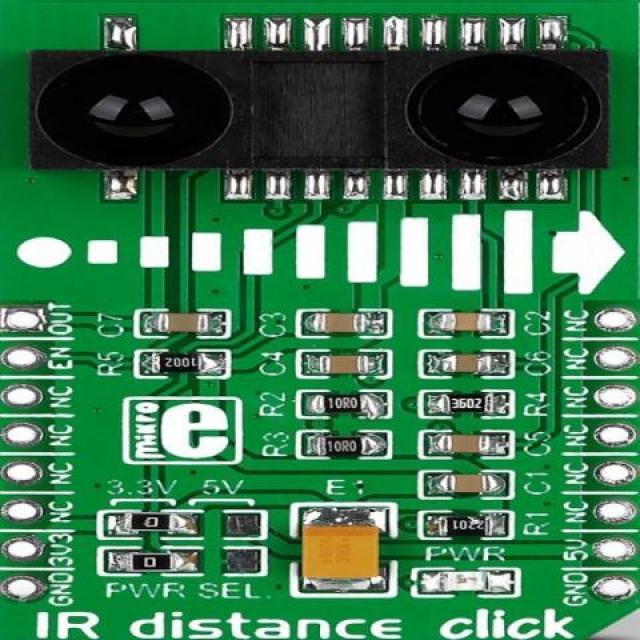 C7 C3 C2
OUT NC
R5 1002 C4 C6
EN NC
R2 10R0 3602 R4
NC NC
R3 10R0 C5
NC NC
mikro e
NC C1 NC
3.3V 5V E1
NC 0 2201 R1 NC
3V3 0 PWR 5V
GND PWR SEL. GND
IR distance click